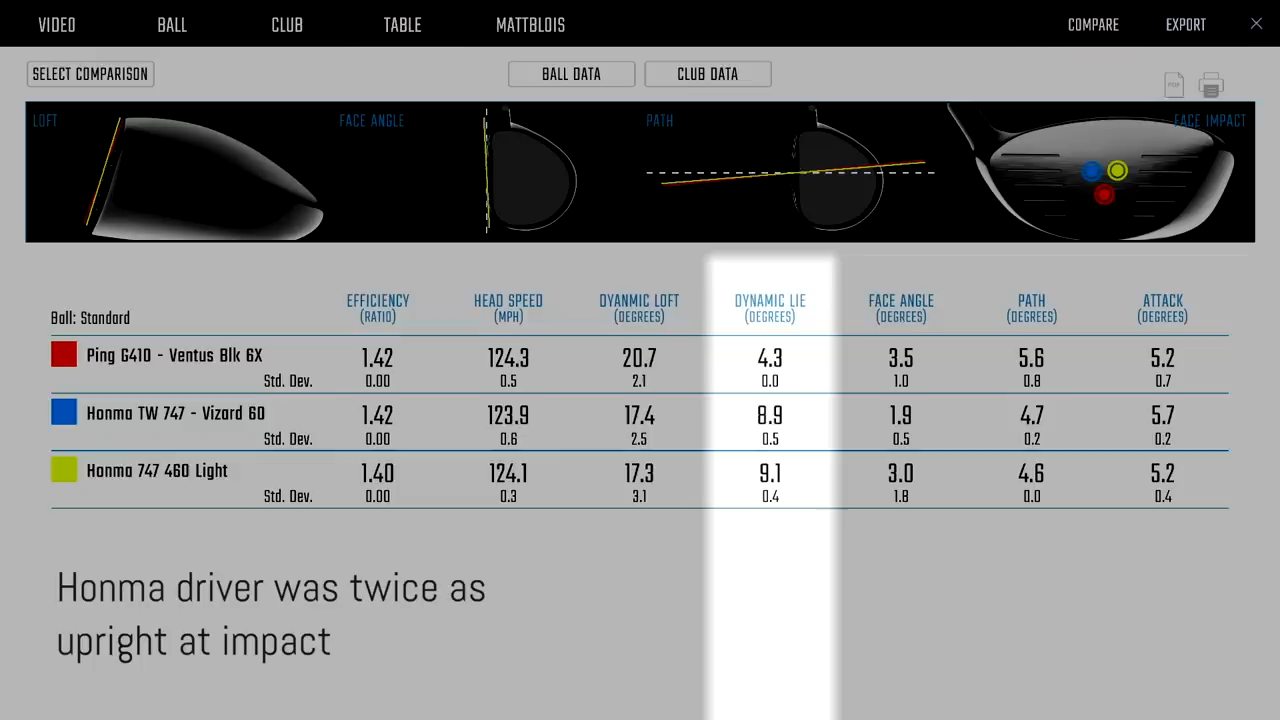 VIDEO BALL CLUB TABLE MATTBLOIS COMPARE EXPORT
SELECT COMPARISON BALL DATA CLUB DATA
PDF
LOFT FACE ANGLE PATH FACE IMPACT
EFFICIENCY HEAD SPEED DYANMIC LOFT DYNAMIC LIE FACE ANGLE PATH ATTACK
Ball: Standard (RATIO) (MPH) (DEGREES) (DEGREES) (DEGREES) (DEGREES) (DEGREES)
Ping G410 - Ventus Blk 6X 1.42 124.3 20.7 4.3 3.5 5.6 5.2
Std. Dev. 0.00 0.5 2.1 0.0 1.0 0.8 0.7
Honma TW 747 - Vizard 60 1.42 123.9 17.4 8.9 1.9 4.7 5.7
Std. Dev. 0.00 0.6 2.5 0.5 0.5 0.2 0.2
Honma 747 460 Light 1.40 124.1 17.3 9.1 3.0 4.6 5.2
Std. Dev. 0.00 0.3 3.1 0.4 1.8 0.0 0.4
Honma driver was twice as
upright at impact